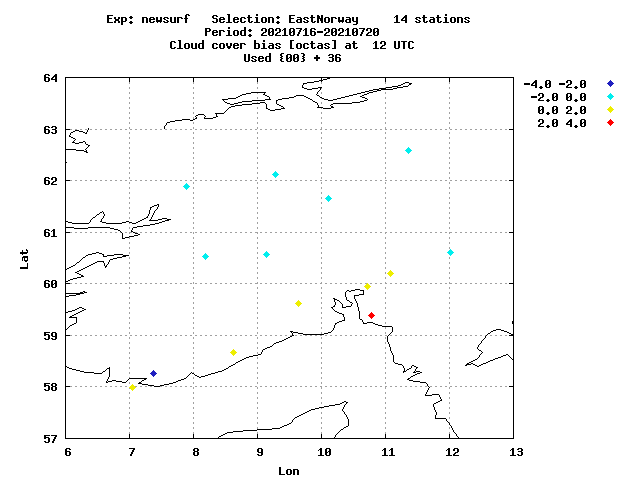 Exp: newsurf   Selection: EastNorway     14 stations
Period: 20210716-20210720
Cloud cover bias [octas] at  12 UTC
Used {00} + 36
-4.0 -2.0
-2.0 0.0
0.0 2.0
2.0 4.0
64
63
62
61
60
59
58
57
Lat
6 7 8 9 10 11 12 13
Lon